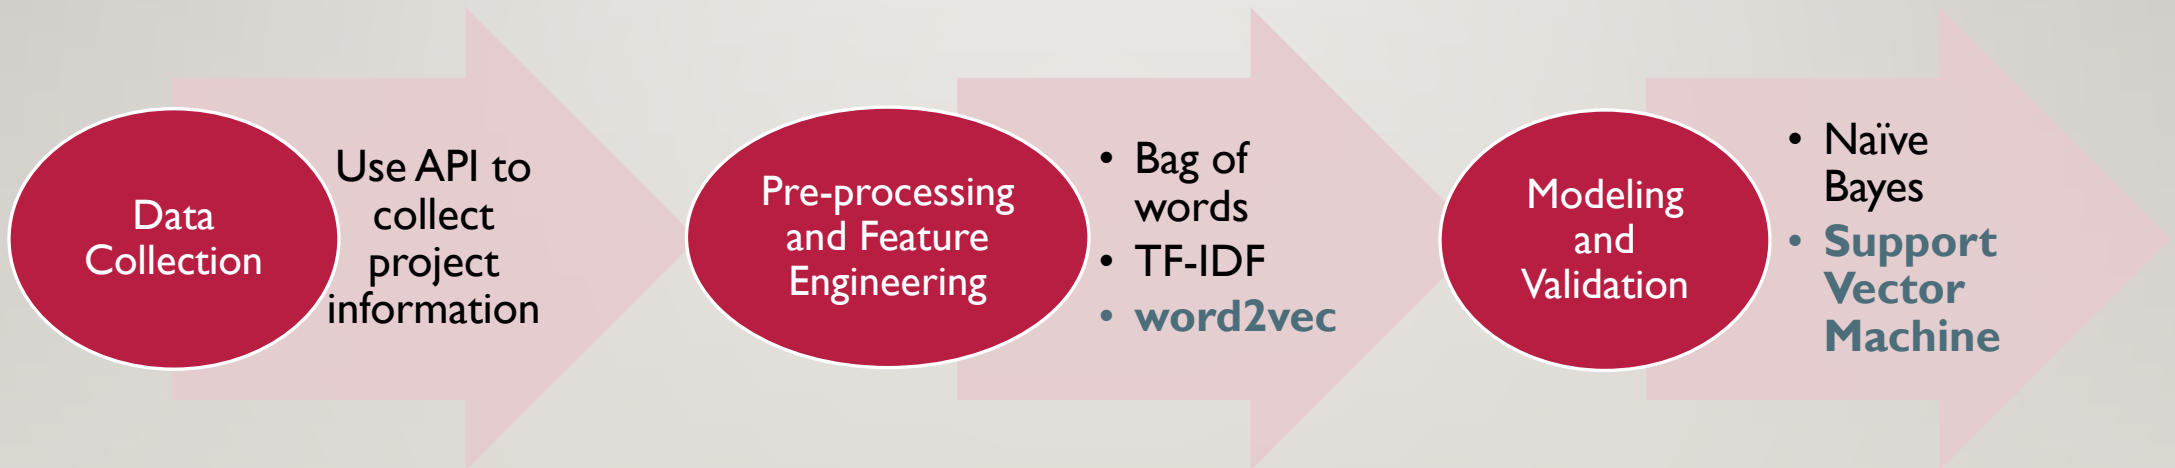 Data
Collection
Use API to
collect
project
information
Pre-processing
and Feature
Engineering
• Bag of
words
• TF-IDF
• word2vec
Modeling
and
Validation
• Naïve
Bayes
• Support
Vector
Machine